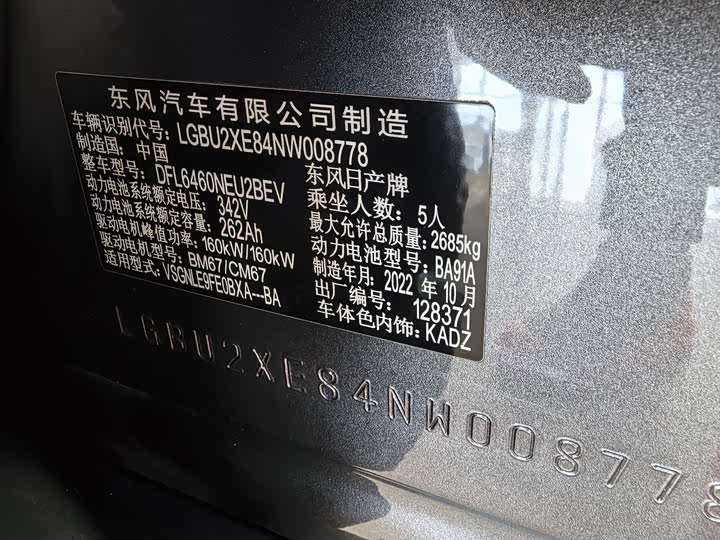 东风汽车有限公司制造
车辆识别代号: LGBU2XE84NW008778
制造国: 中国 东风日产牌
整车型号: DFL6460NEU2BEV 乘坐人数: 5人
动力电池系统额定电压: 342V 最大允许总质量: 2685kg
动力电池系统额定容量: 262Ah 动力电池型号: BA91A
驱动电机峰值功率: 160kW/160kW 制造年月: 2022 年 10 月
驱动电机型号: BM67/CM67 出厂编号: 128371
适用型式: VSGNLE9FE0BXA---BA 车体色内饰: KADZ
LGBU2XE84NW008778